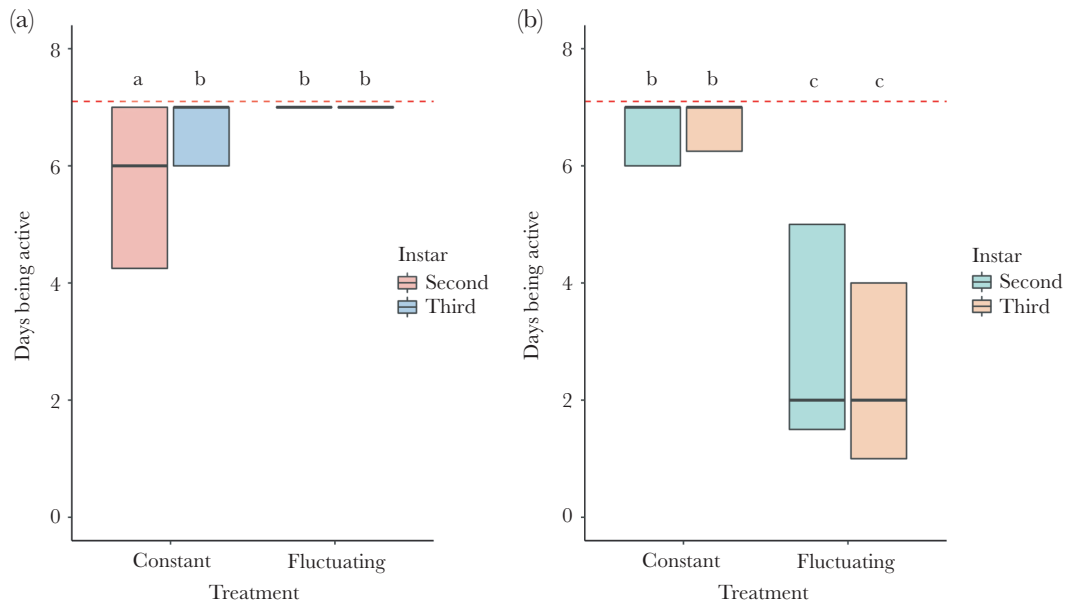 (a)
8
6
4
2
0
Days being active
a
b
b
b
Instar
Second
Third
Constant
Fluctuating
Treatment
(b)
8
6
4
2
0
Days being active
b
b
c
c
Instar
Second
Third
Constant
Fluctuating
Treatment